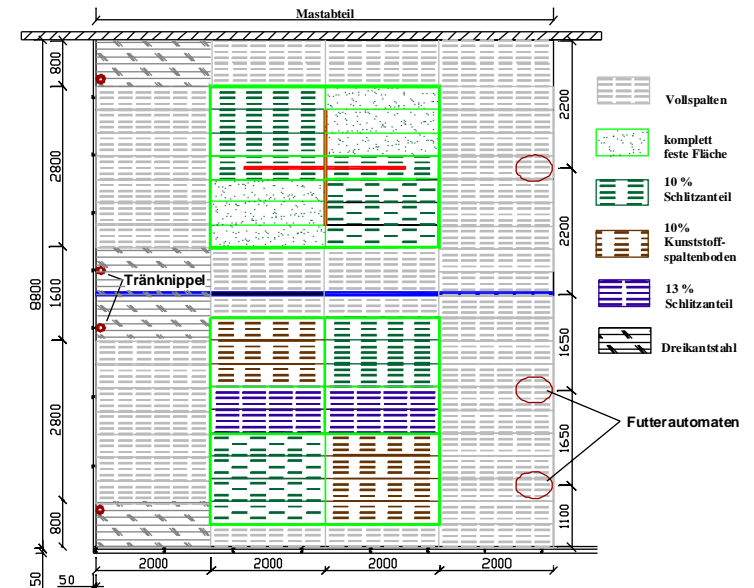 Mastabteil
800
2800
8800
1600
2800
800
50
50
2000
2000
2000
2000
2200
2200
1650
1650
1100
Tränknippel
Futterautomaten
Vollspalten
komplett
feste Fläche
10 %
Schlitzanteil
10%
Kunststoff-
spaltenboden
13 %
Schlitzanteil
Dreikantstahl